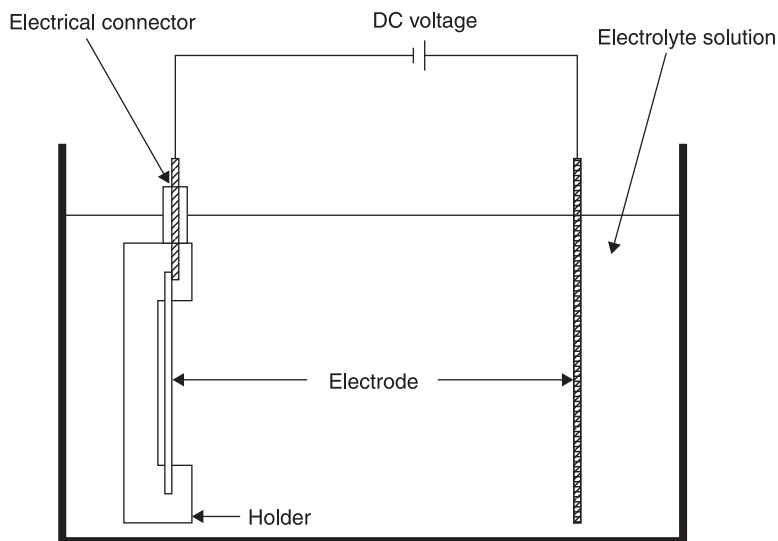 Electrical connector
DC voltage
Electrolyte solution
Electrode
Holder